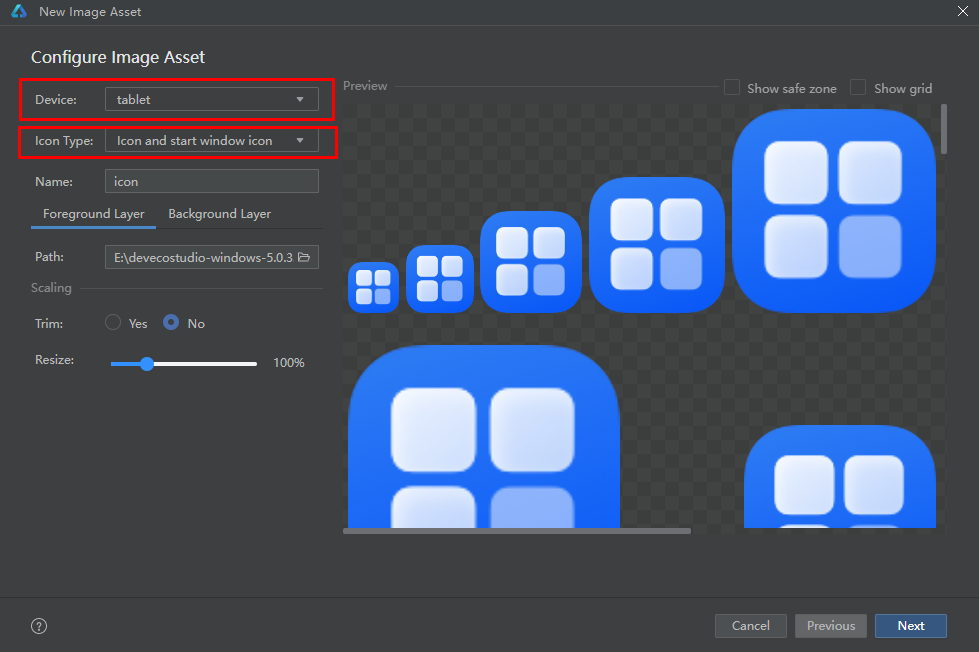 New Image Asset
Configure Image Asset
Device: tablet
Icon Type: Icon and start window icon
Name: icon
Foreground Layer Background Layer
Path: E:\devecostudio-windows-5.0.3
Scaling
Trim: Yes No
Resize: 100%
Preview Show safe zone Show grid
? Cancel Previous Next